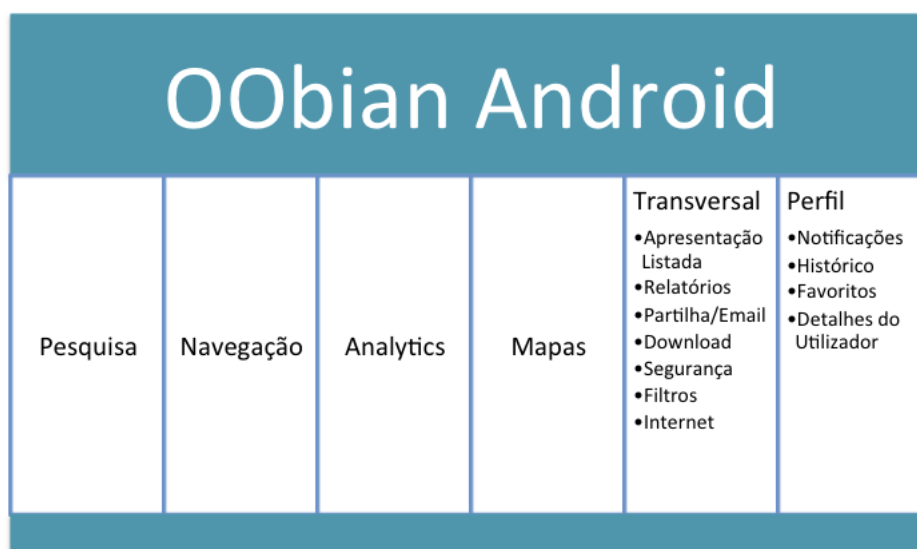 OObian Android
Pesquisa
Navegação
Analytics
Mapas
Transversal
•Apresentação
Listada
•Relatórios
•Partilha/Email
•Download
•Segurança
•Filtros
•Internet
Perfil
•Notificações
•Histórico
•Favoritos
•Detalhes do
Utilizador